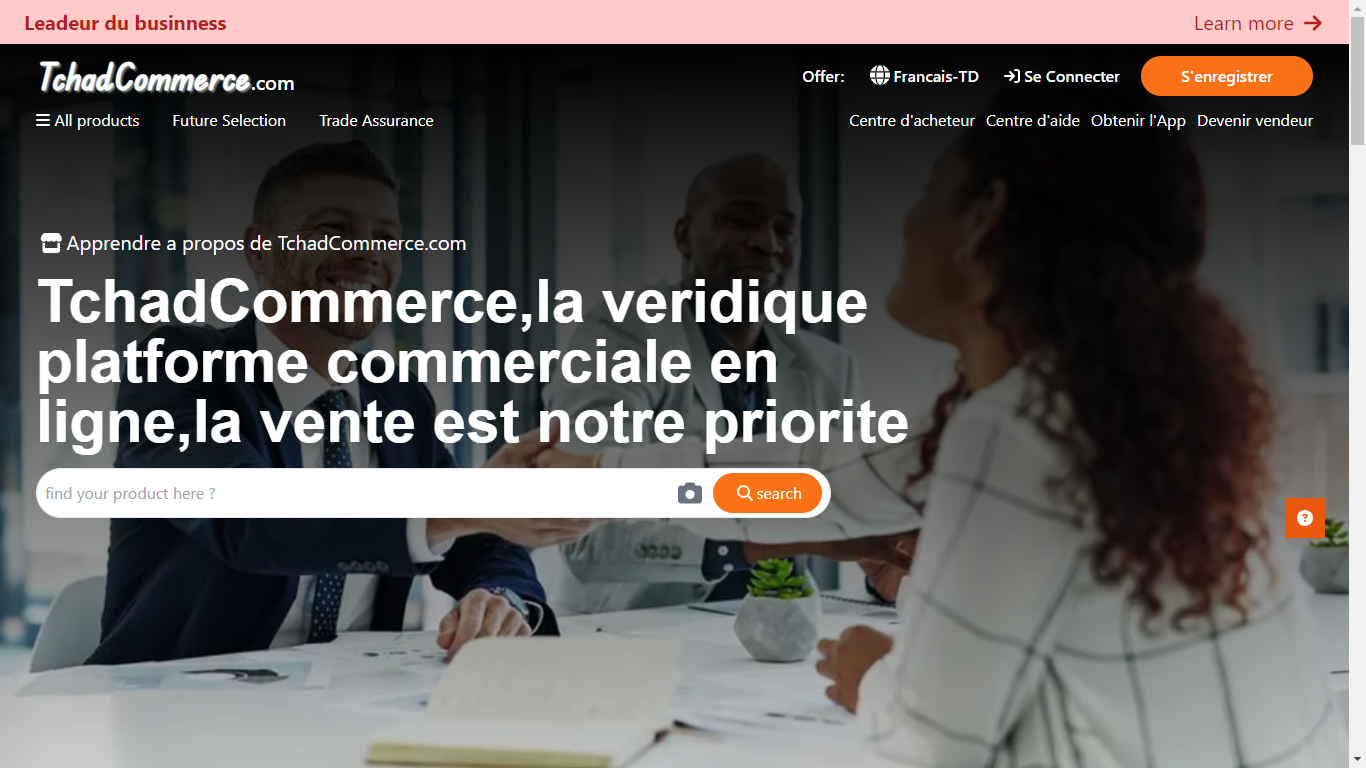 Leadeur du businness
Learn more
TchadCommerce.com
Offer: Francais-TD Se Connecter S'enregistrer
All products Future Selection Trade Assurance
Centre d'acheteur Centre d'aide Obtenir l'App Devenir vendeur
Apprendre a propos de TchadCommerce.com
TchadCommerce,la veridique
platforme commerciale en
ligne,la vente est notre priorite
find your product here ?
search